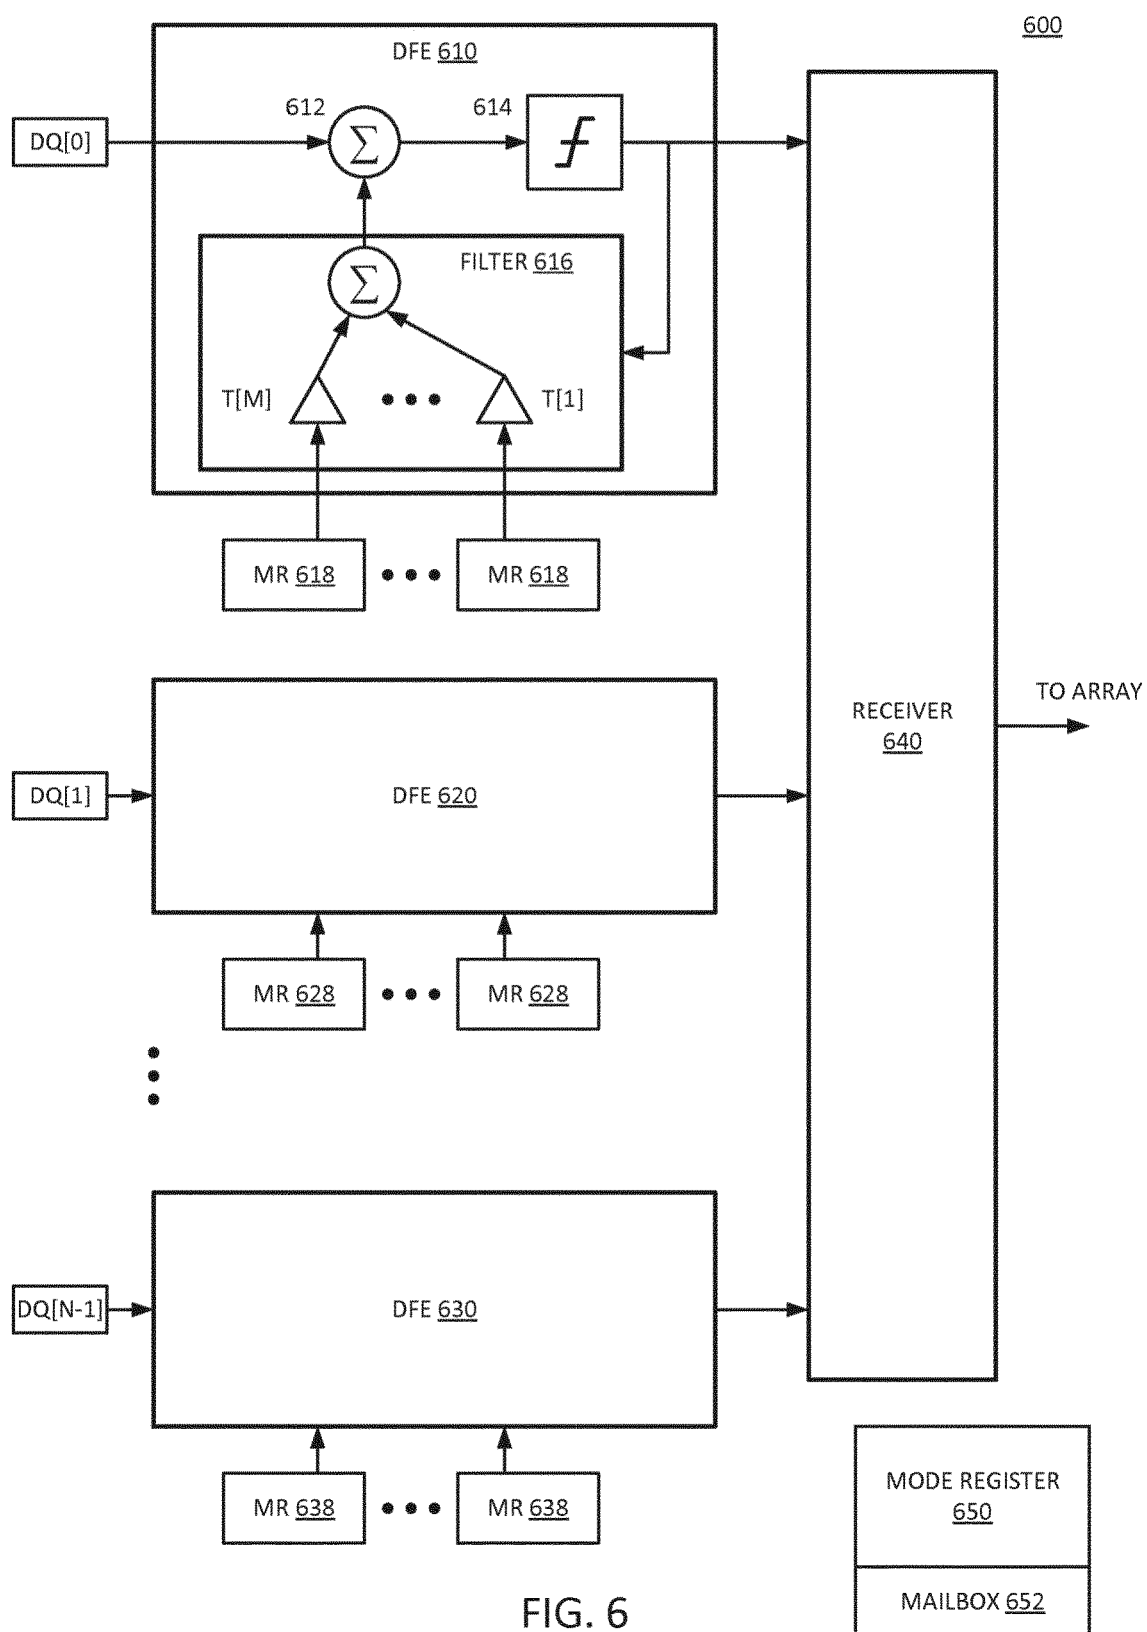 600
DFE 610
612
614
DQ[0]
Σ
FILTER 616
Σ
T[M]
T[1]
MR 618
MR 618
TO ARRAY
RECEIVER
640
DQ[1]
DFE 620
MR 628
MR 628
DQ[N-1]
DFE 630
MODE REGISTER
650
MR 638
MR 638
MAILBOX 652
FIG. 6